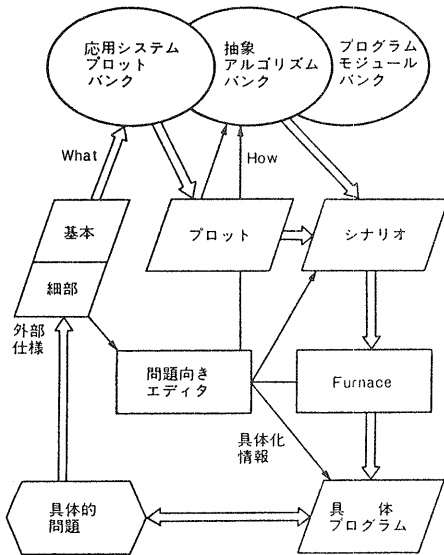 応用システム
プロット
バンク
抽象
アルゴリズム
バンク
プログラム
モジュール
バンク
What
How
基本
細部
外部
仕様
プロット
シナリオ
問題向き
エディタ
Furnace
具体化
情報
具体的
問題
具 体
プログラム